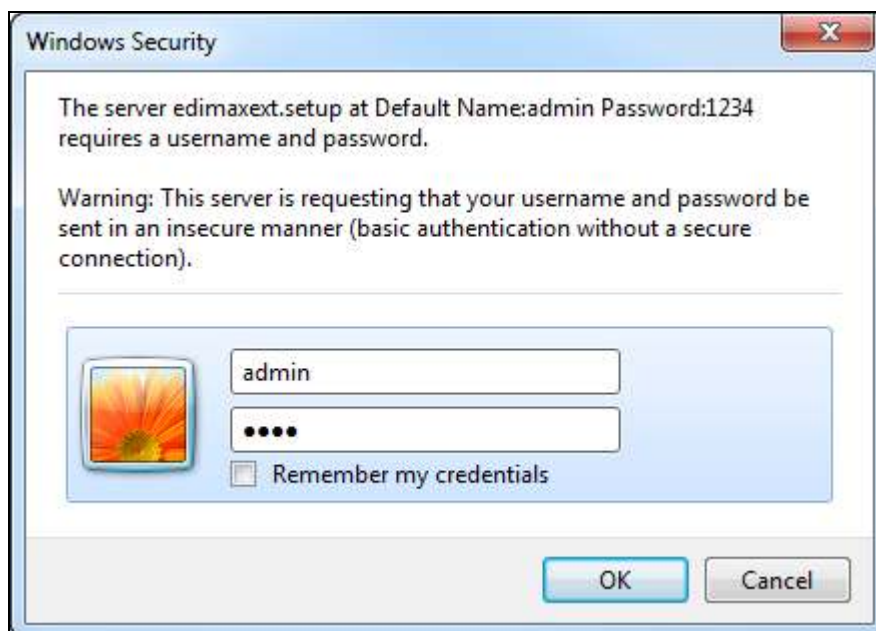 Windows Security
The server edimaxext.setup at Default Name:admin Password:1234
requires a username and password.
Warning: This server is requesting that your username and password be
sent in an insecure manner (basic authentication without a secure
connection).
admin
••••
Remember my credentials
OK
Cancel